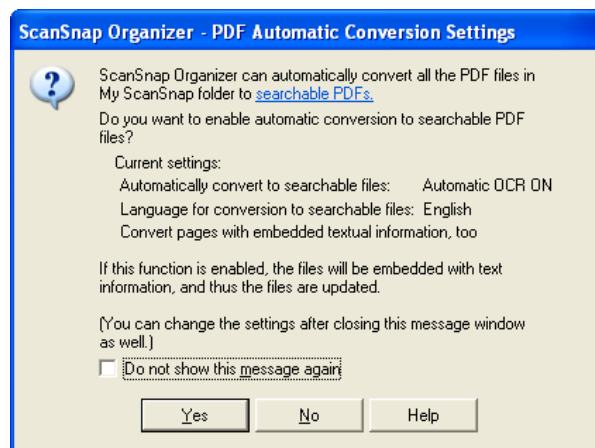 ScanSnap Organizer - PDF Automatic Conversion Settings
ScanSnap Organizer can automatically convert all the PDF files in
My ScanSnap folder to searchable PDFs.
Do you want to enable automatic conversion to searchable PDF
files?
Current settings:
Automatically convert to searchable files: Automatic OCR ON
Language for conversion to searchable files: English
Convert pages with embedded textual information, too
If this function is enabled, the files will be embedded with text
information, and thus the files are updated.
(You can change the settings after closing this message window
as well.)
Do not show this message again
Yes No Help